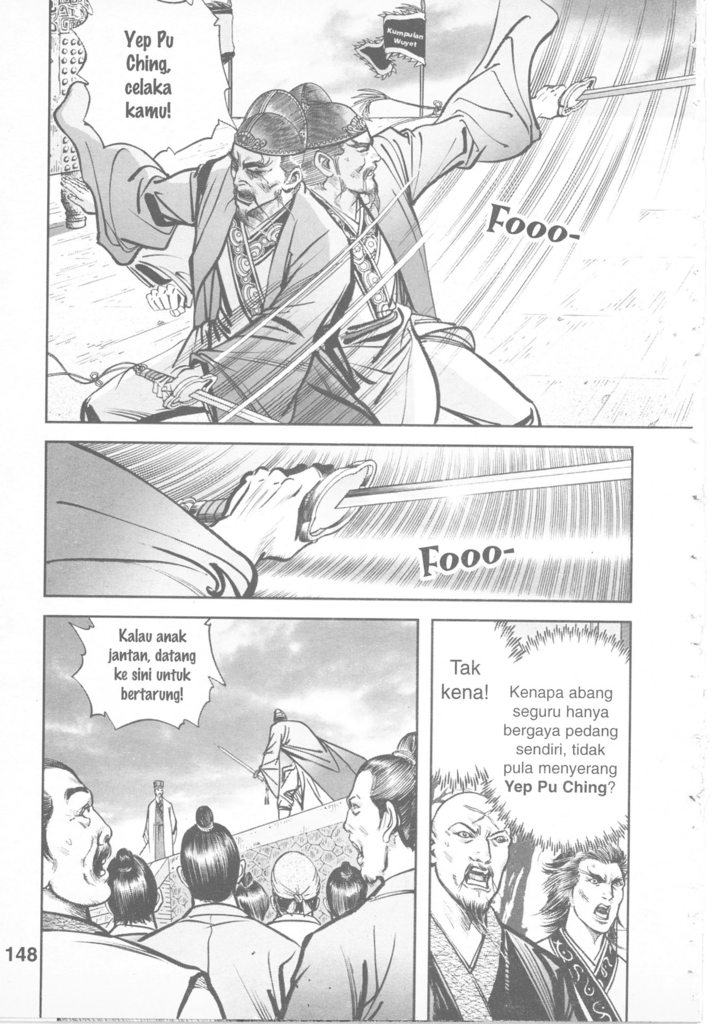 Yep Pu
Ching,
celaka
kamu!
Kumpulan
Wuyet
Fooo-
Fooo-
Kalau anak
jantan, datang
ke sini untuk
bertarung!
Tak
kena!
Kenapa abang
seguru hanya
bergaya pedang
sendiri, tidak
pula menyerang
Yep Pu Ching?
148